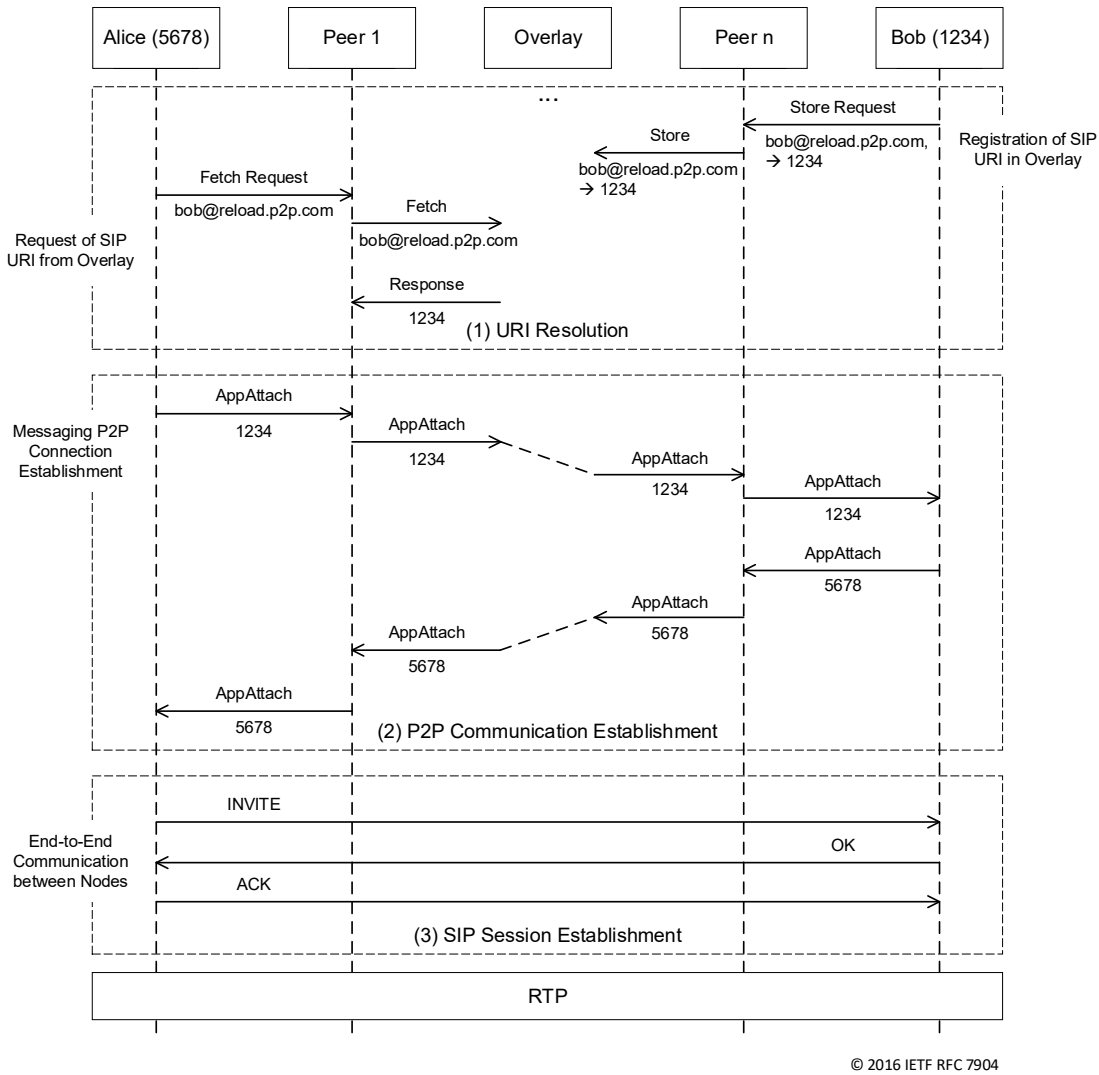 Alice (5678)
Peer 1
Overlay
Peer n
Bob (1234)
...
Store Request
bob@reload.p2p.com,
→ 1234
Registration of SIP
URI in Overlay
Store
bob@reload.p2p.com
→ 1234
Fetch Request
bob@reload.p2p.com
Fetch
bob@reload.p2p.com
Request of SIP
URI from Overlay
Response
1234
(1) URI Resolution
AppAttach
1234
Messaging P2P
Connection
Establishment
AppAttach
1234
AppAttach
1234
AppAttach
1234
AppAttach
5678
AppAttach
5678
AppAttach
5678
AppAttach
5678
(2) P2P Communication Establishment
INVITE
End-to-End
Communication
between Nodes
OK
ACK
(3) SIP Session Establishment
RTP
© 2016 IETF RFC 7904